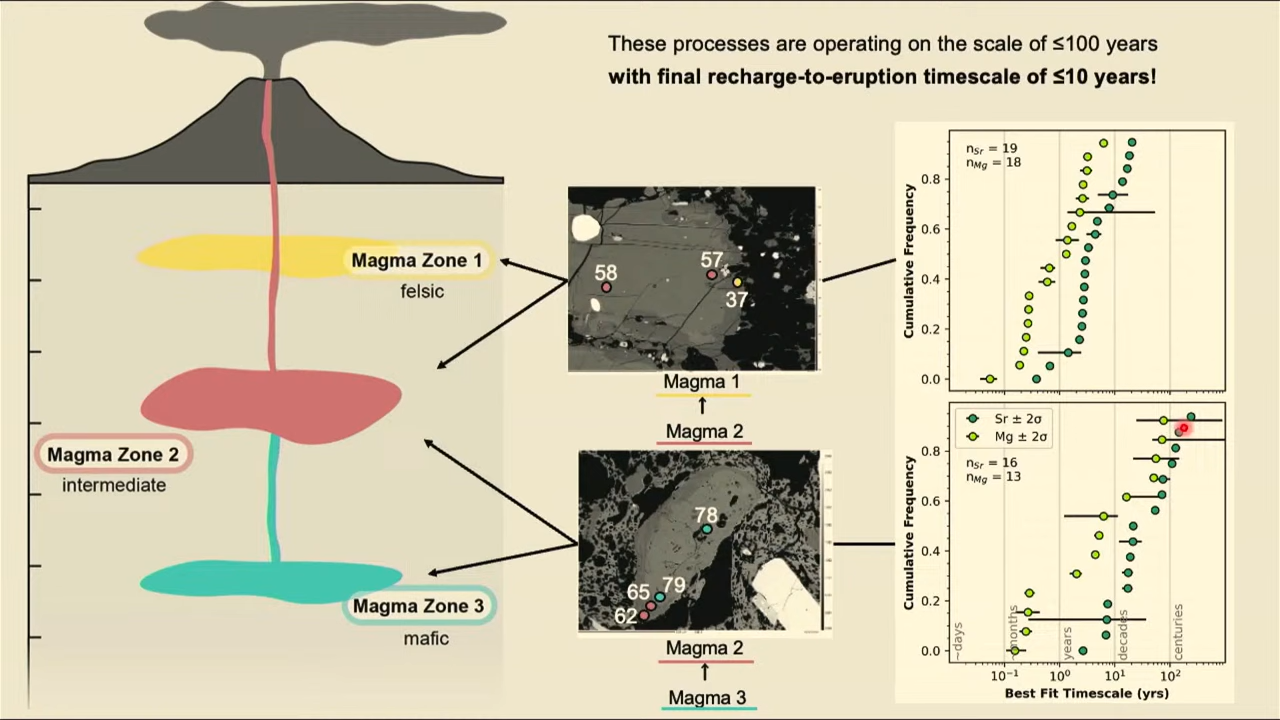 These processes are operating on the scale of ≤100 years
with final recharge-to-eruption timescale of ≤10 years!
Magma Zone 1
felsic
Magma Zone 2
intermediate
Magma Zone 3
mafic
58
57
37
Magma 1
Magma 2
78
79
65
62
Magma 2
Magma 3
nSr = 19
nMg = 18
Cumulative Frequency
0.8
0.6
0.4
0.2
0.0
Sr ± 2σ
Mg ± 2σ
nSr = 16
nMg = 13
Cumulative Frequency
0.8
0.6
0.4
0.2
0.0
~days
~months
years
decades
centuries
10⁻¹
10⁰
10¹
10²
Best Fit Timescale (yrs)